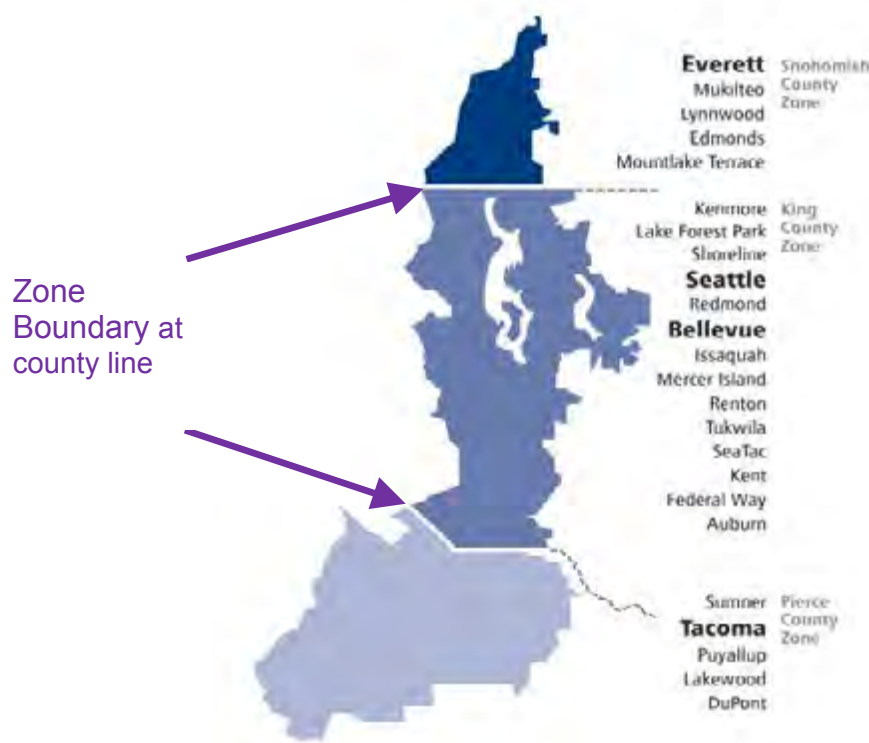 Everett
Mukilteo
Lynnwood
Edmonds
Mountlake Terrace
Snohomish
County
Zone
Kenmore
Lake Forest Park
Shoreline
Seattle
Redmond
Bellevue
Issaquah
Mercer Island
Renton
Tukwila
SeaTac
Kent
Federal Way
Auburn
King
County
Zone
Zone
Boundary at
county line
Sumner
Tacoma
Puyallup
Lakewood
DuPont
Pierce
County
Zone